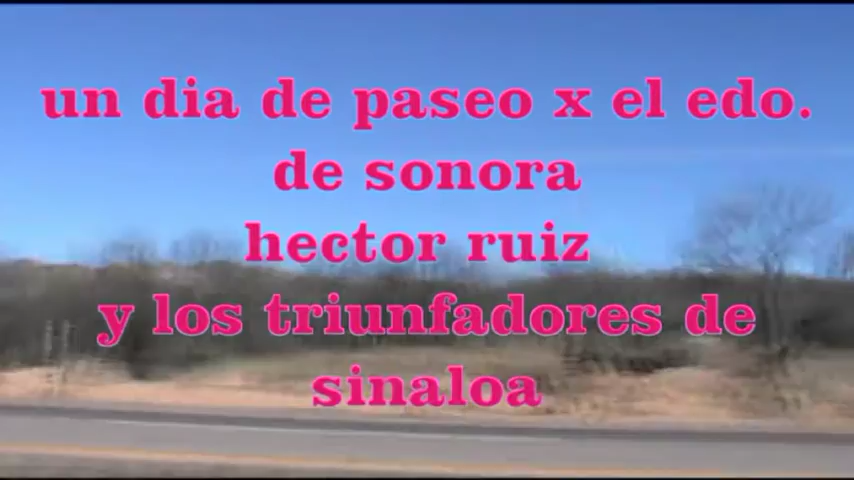 un dia de paseo x el edo.
de sonora
hector ruiz
y los triunfadores de
sinaloa